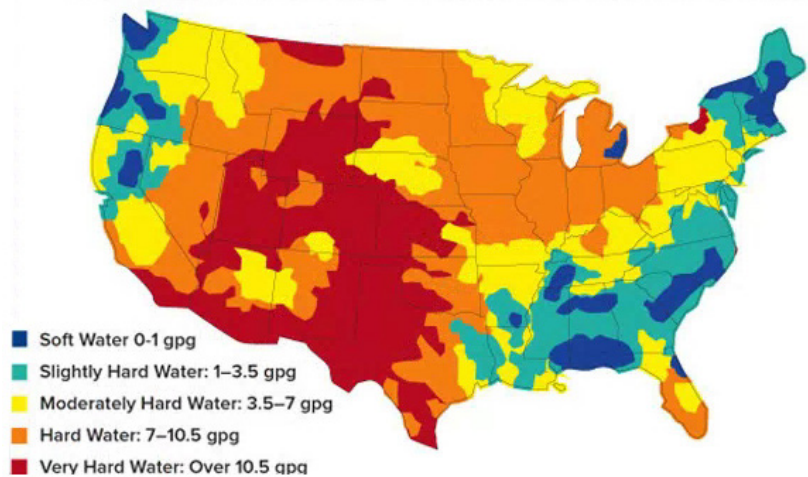 Soft Water 0-1 gpg
Slightly Hard Water: 1–3.5 gpg
Moderately Hard Water: 3.5–7 gpg
Hard Water: 7–10.5 gpg
Very Hard Water: Over 10.5 gpg